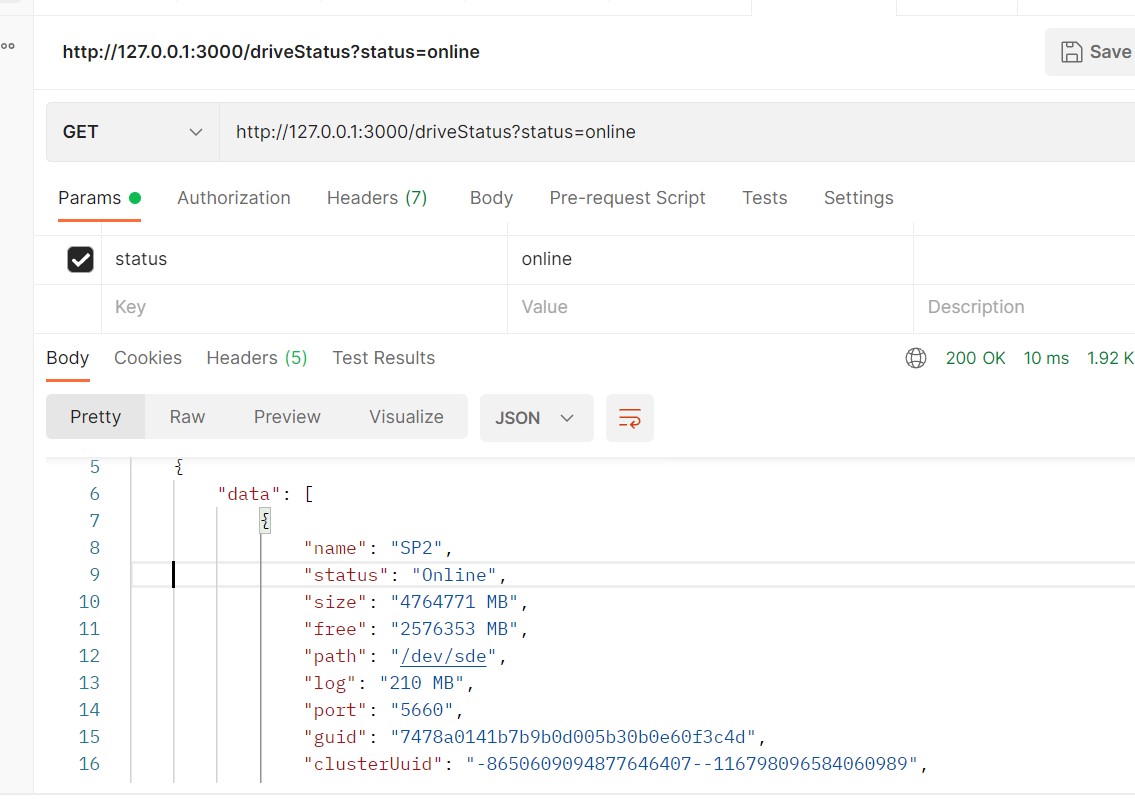 http://127.0.0.1:3000/driveStatus?status=online
Save
GET http://127.0.0.1:3000/driveStatus?status=online
Params Authorization Headers (7) Body Pre-request Script Tests Settings
status online
Key Value Description
Body Cookies Headers (5) Test Results 200 OK 10 ms 1.92 K
Pretty Raw Preview Visualize JSON
5 {
6 "data": [
7 {
8 "name": "SP2",
9 "status": "Online",
10 "size": "4764771 MB",
11 "free": "2576353 MB",
12 "path": "/dev/sde",
13 "log": "210 MB",
14 "port": "5660",
15 "guid": "7478a0141b7b9b0d005b30b0e60f3c4d",
16 "clusterUuid": "-8650609094877646407--116798096584060989",